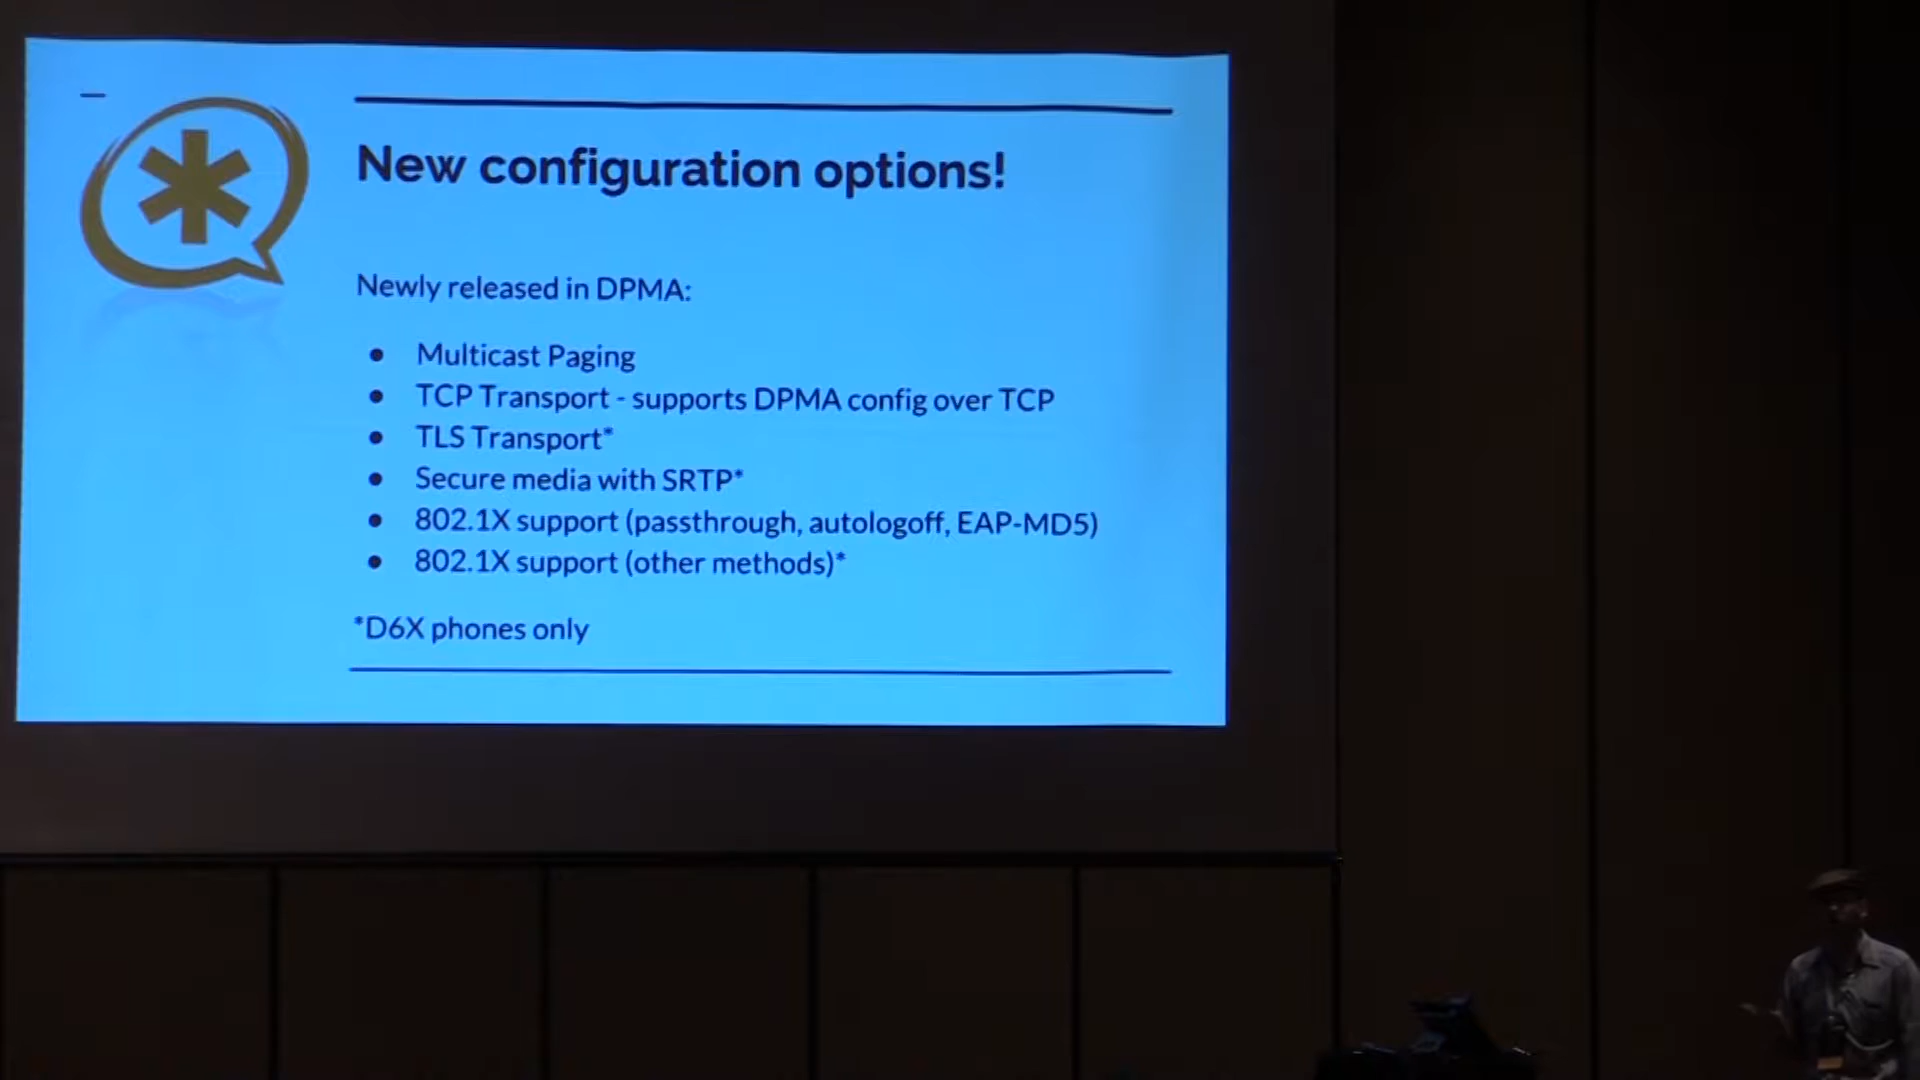 New configuration options!
Newly released in DPMA:
● Multicast Paging
● TCP Transport - supports DPMA config over TCP
● TLS Transport*
● Secure media with SRTP*
● 802.1X support (passthrough, autologoff, EAP-MD5)
● 802.1X support (other methods)*
*D6X phones only